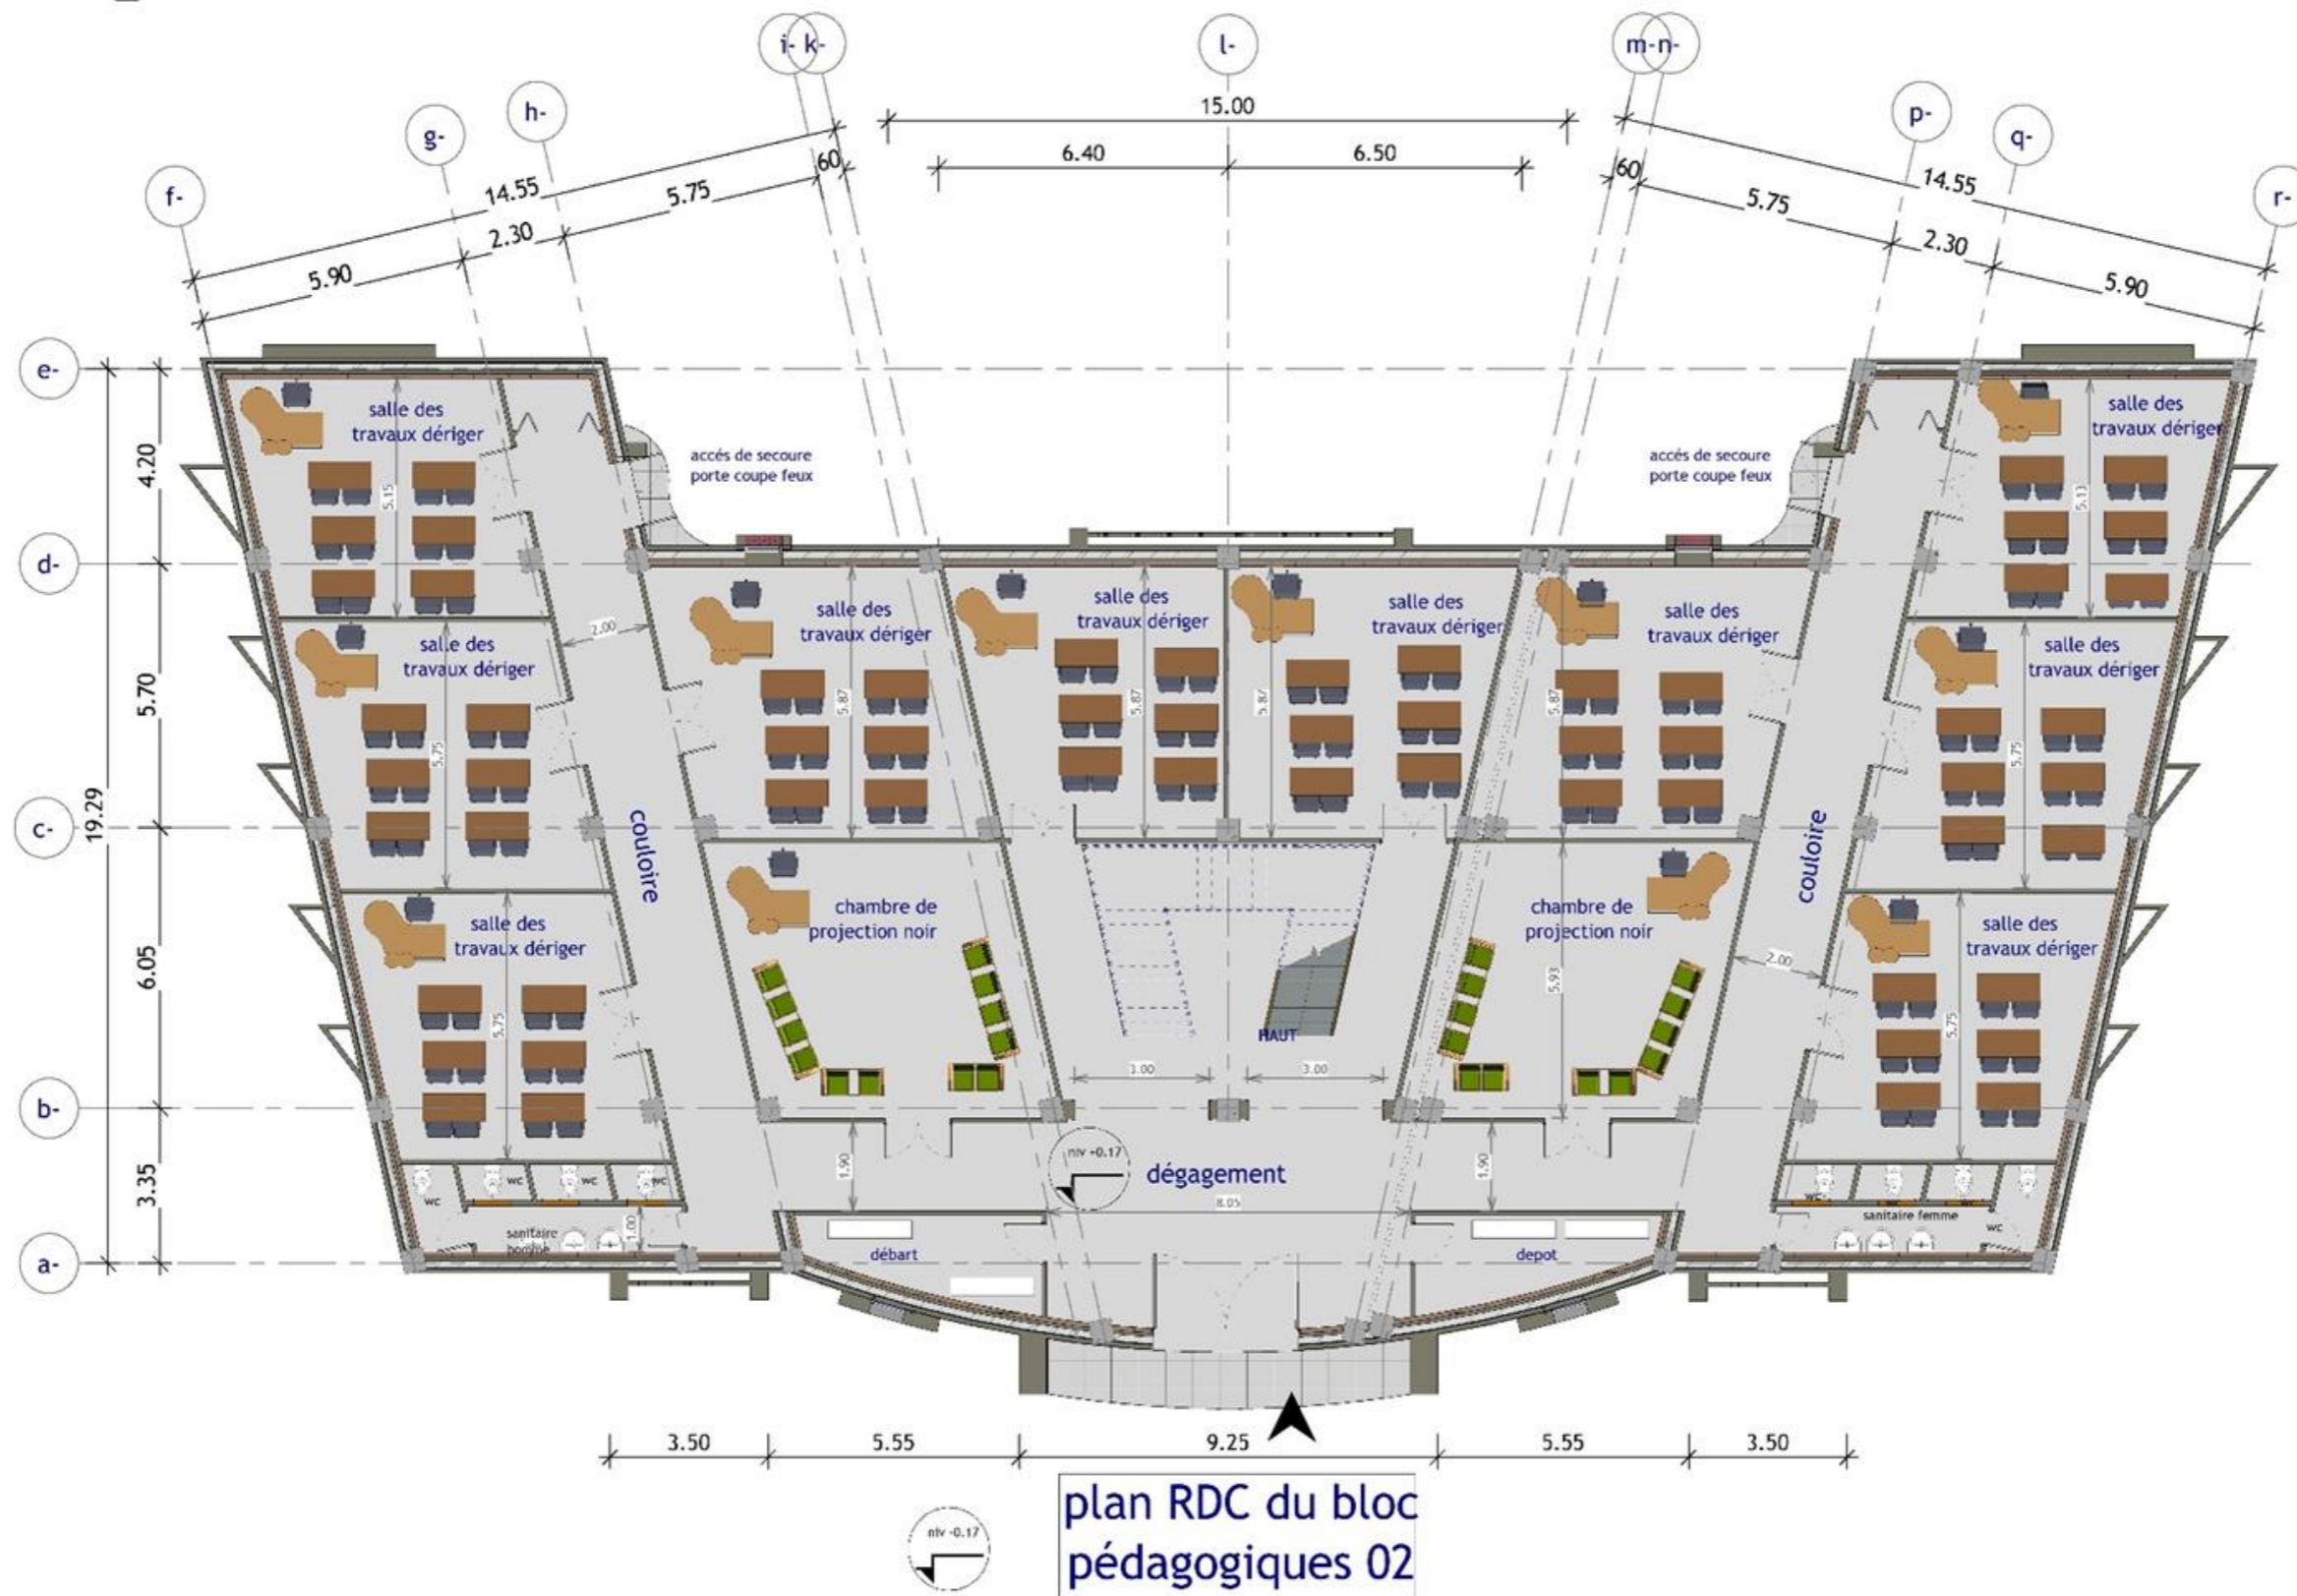 i-
k-
l-
m-
n-
h-
p-
g-
q-
f-
r-
15.00
6.40
6.50
14.55
5.75
60
2.30
5.90
60
14.55
5.75
2.30
5.90
e-
d-
c-
b-
a-
19.29
4.20
5.70
6.05
3.35
salle des
travaux dériger
5.15
accés de secoure
porte coupe feux
accés de secoure
porte coupe feux
salle des
travaux dériger
5.13
salle des
travaux dériger
5.75
2.00
salle des
travaux dériger
5.87
salle des
travaux dériger
5.87
salle des
travaux dériger
5.87
salle des
travaux dériger
5.87
salle des
travaux dériger
5.75
couloire
couloire
salle des
travaux dériger
5.75
chambre de
projection noir
HAUT
3.00
3.00
chambre de
projection noir
5.93
2.00
salle des
travaux dériger
5.75
niv +0.17
dégagement
8.05
1.90
1.90
wc
wc
wc
wc
sanitaire
homme
1.00
débart
depot
wc
sanitaire femme
wc
3.50
5.55
9.25
5.55
3.50
plan RDC du bloc
pédagogiques 02
niv -0.17